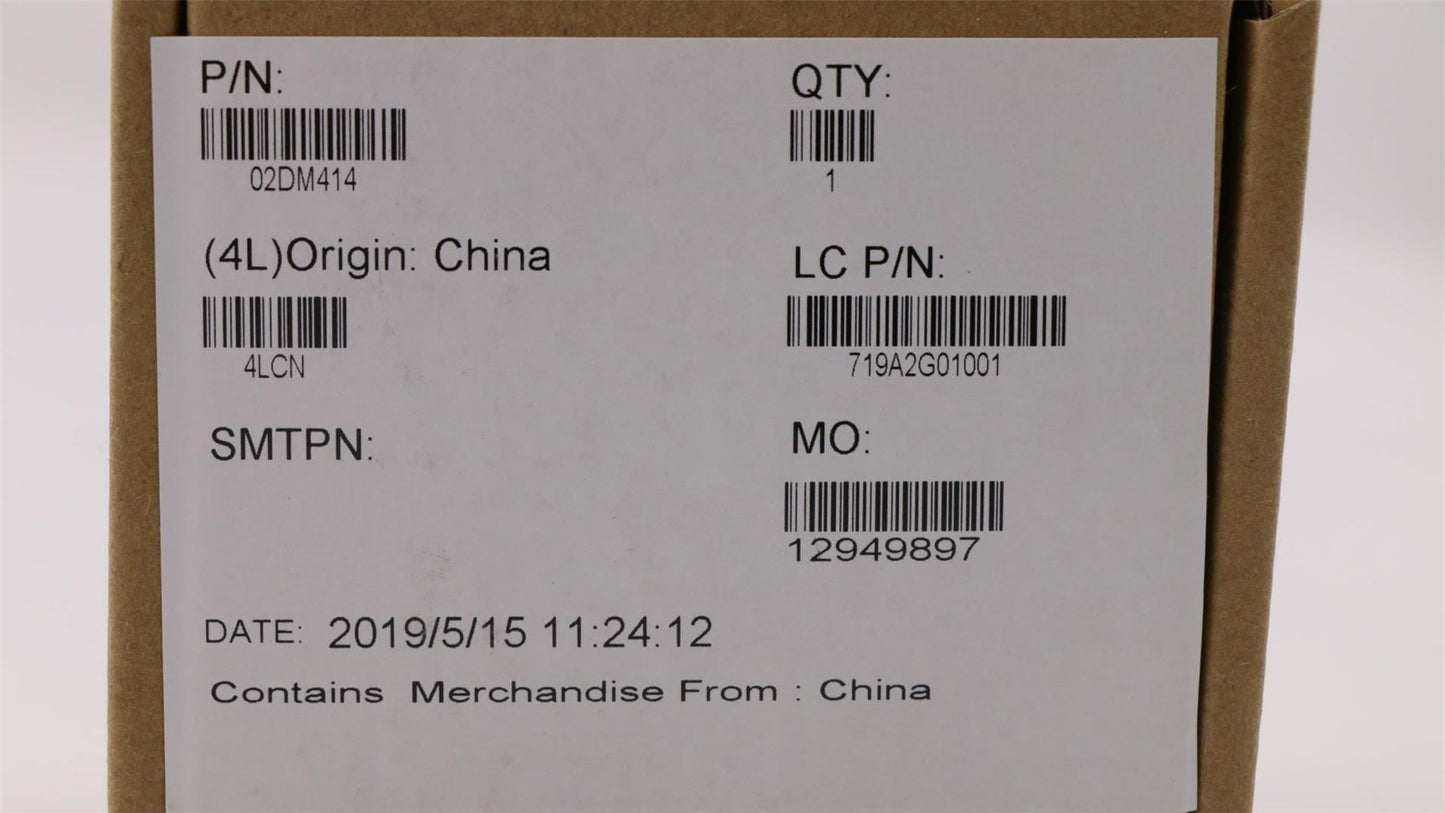 P/N:
02DM414
QTY:
1
(4L)Origin: China
4LCN
LC P/N:
719A2G01001
SMTPN:
MO:
12949897
DATE: 2019/5/15 11:24:12
Contains Merchandise From : China